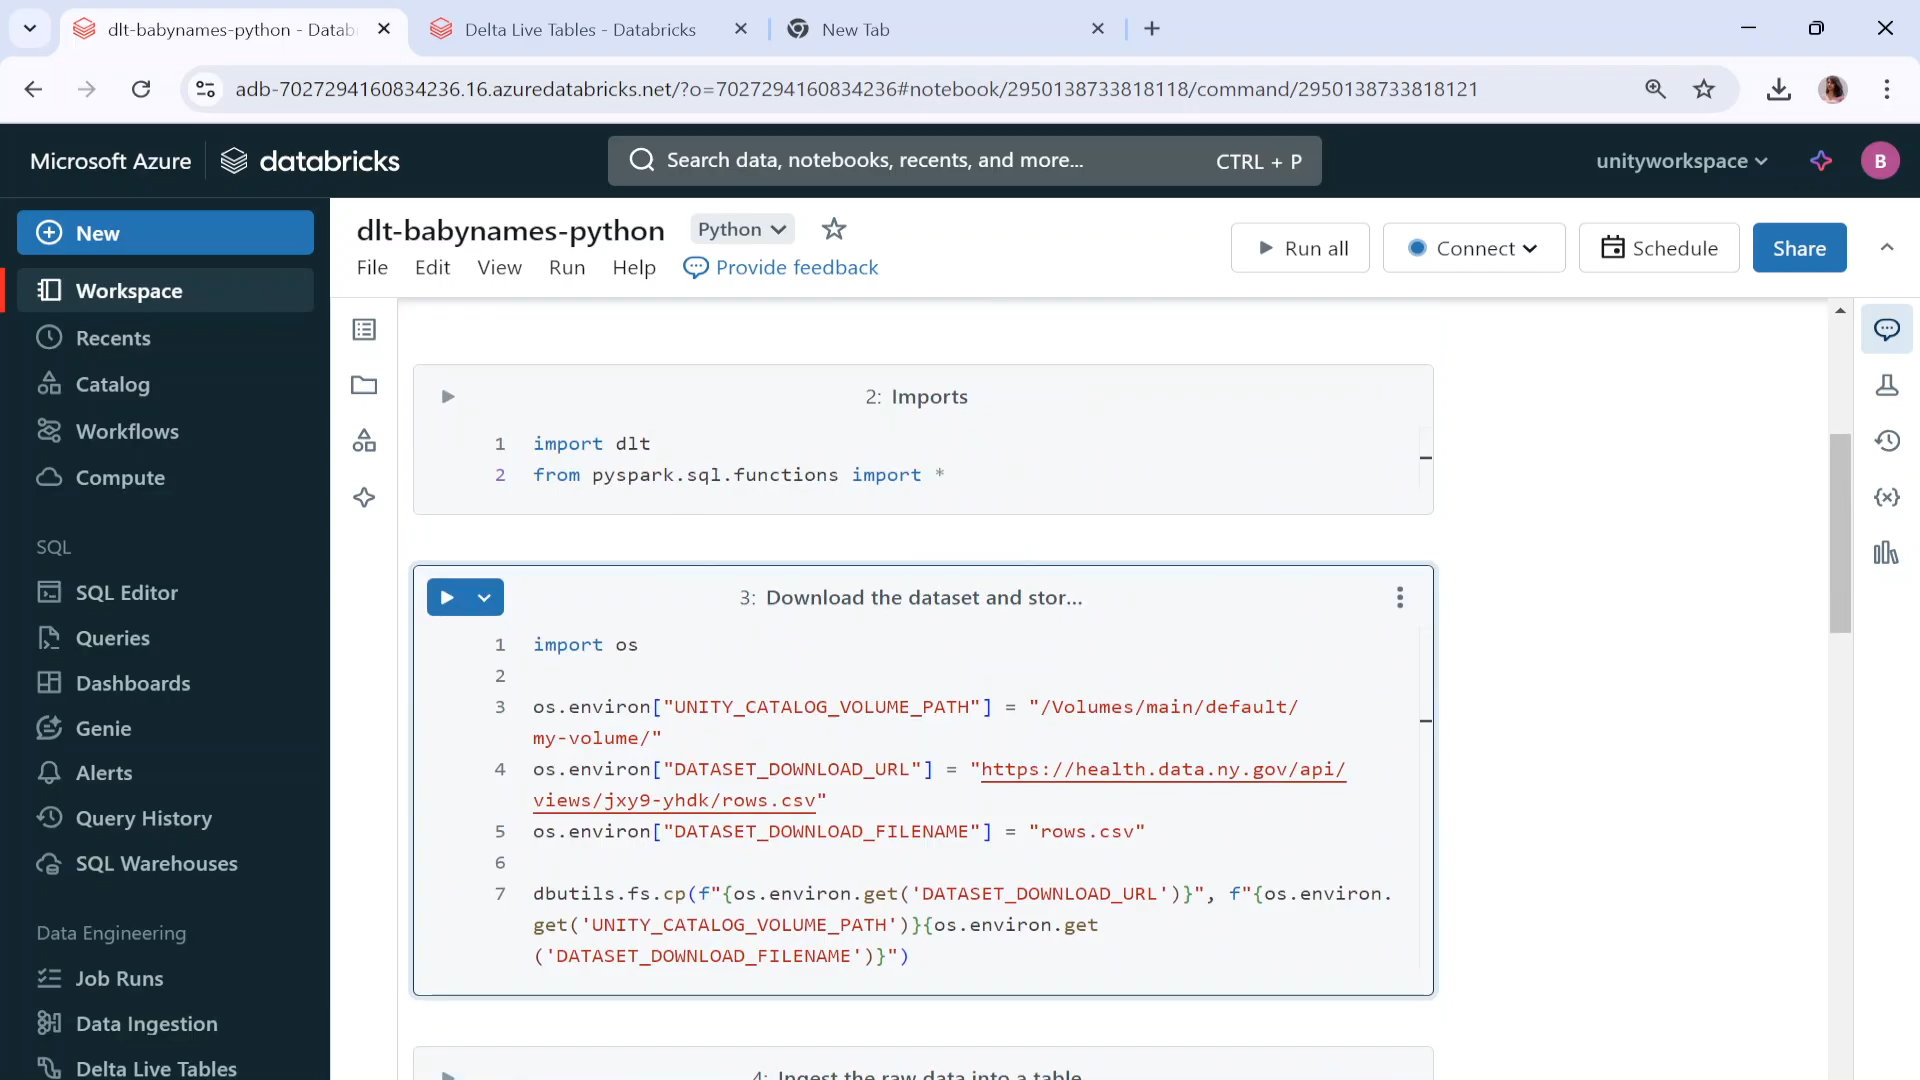 dlt-babynames-python - Datab
Delta Live Tables - Databricks
New Tab
adb-7027294160834236.16.azuredatabricks.net/?o=7027294160834236#notebook/2950138733818118/command/2950138733818121
Microsoft Azure
databricks
Search data, notebooks, recents, and more...
CTRL + P
unityworkspace
B
New
Workspace
Recents
Catalog
Workflows
Compute
SQL
SQL Editor
Queries
Dashboards
Genie
Alerts
Query History
SQL Warehouses
Data Engineering
Job Runs
Data Ingestion
Delta Live Tables
dlt-babynames-python
Python
File
Edit
View
Run
Help
Provide feedback
Run all
Connect
Schedule
Share
2: Imports
1 import dlt
2 from pyspark.sql.functions import *
3: Download the dataset and stor...
1 import os
2
3 os.environ["UNITY_CATALOG_VOLUME_PATH"] = "/Volumes/main/default/
my-volume/"
4 os.environ["DATASET_DOWNLOAD_URL"] = "https://health.data.ny.gov/api/
views/jxy9-yhdk/rows.csv"
5 os.environ["DATASET_DOWNLOAD_FILENAME"] = "rows.csv"
6
7 dbutils.fs.cp(f"{os.environ.get('DATASET_DOWNLOAD_URL')}", f"{os.environ.
get('UNITY_CATALOG_VOLUME_PATH')}{os.environ.get
('DATASET_DOWNLOAD_FILENAME')}")
4: Ingest the raw data into a table